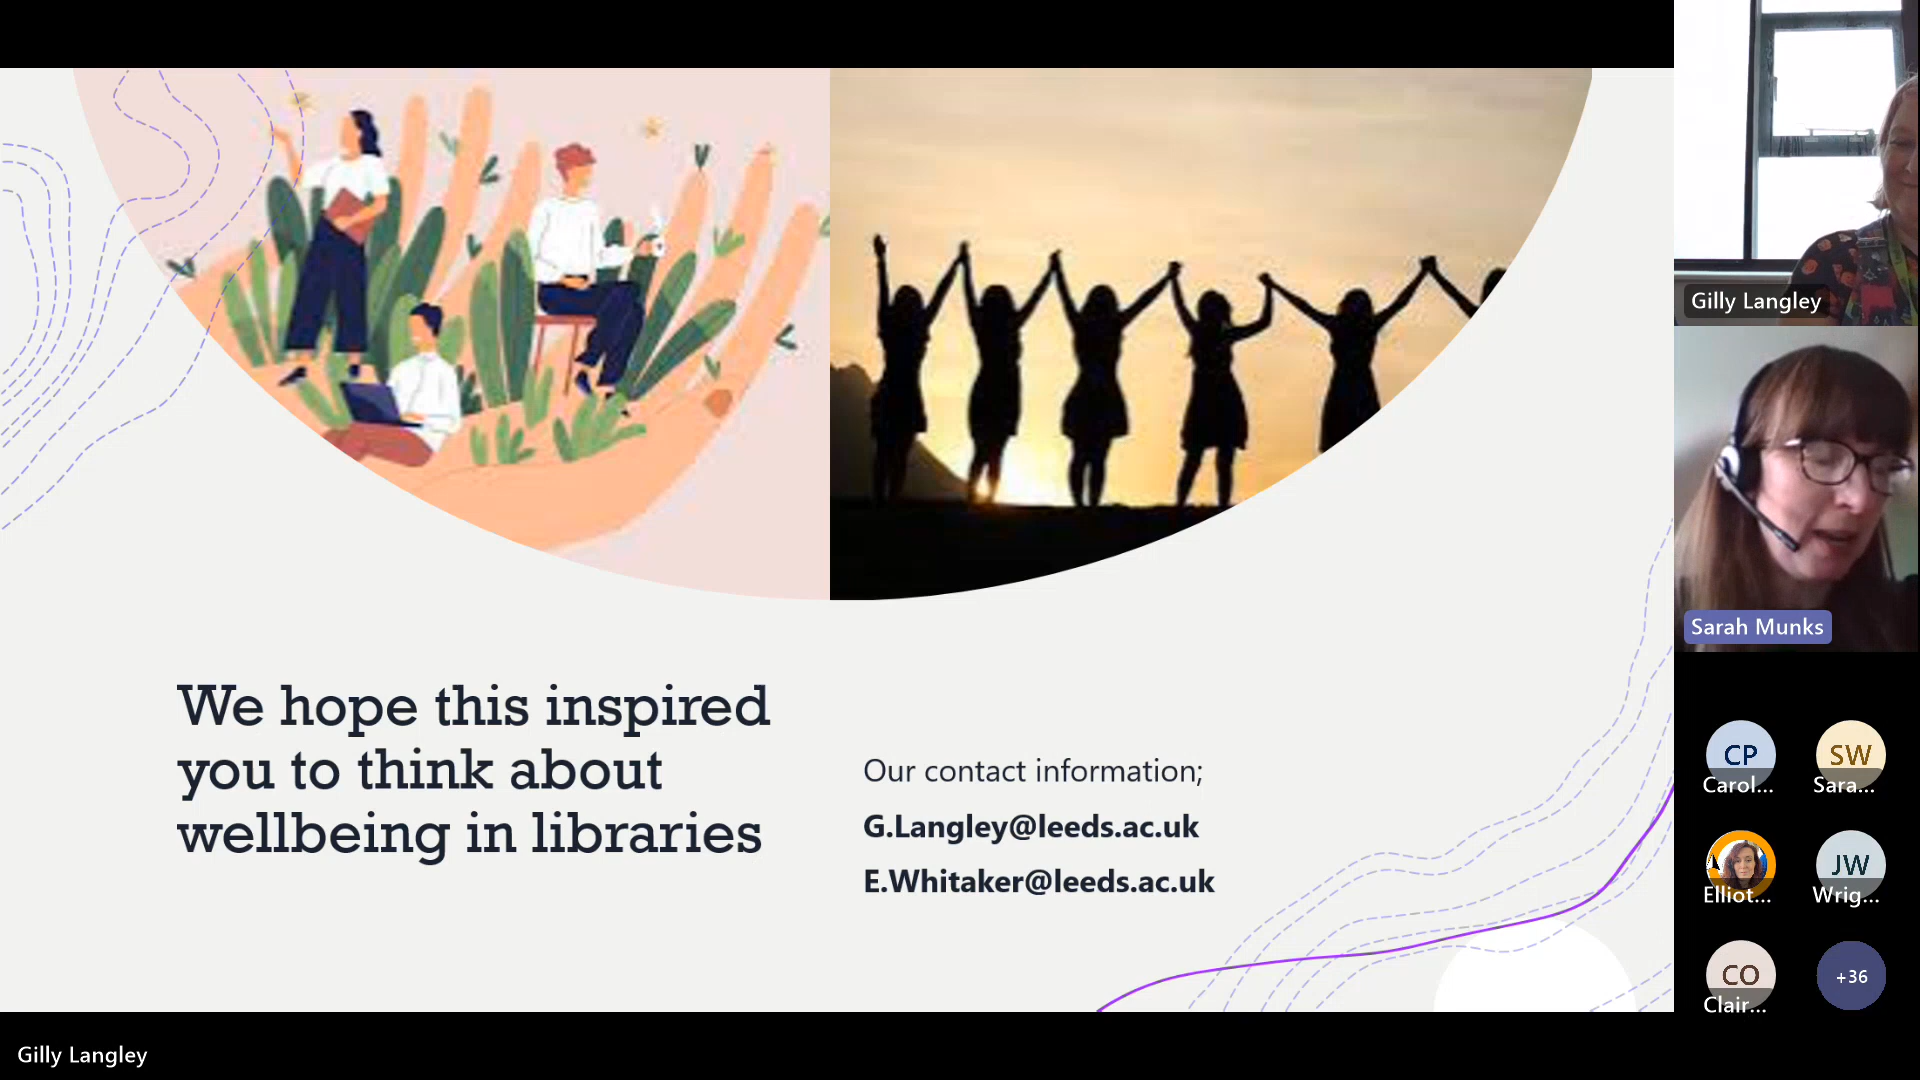 We hope this inspired
you to think about
wellbeing in libraries
Our contact information;
G.Langley@leeds.ac.uk
E.Whitaker@leeds.ac.uk
Gilly Langley
Sarah Munks
CP
Carol...
SW
Sara...
Elliot...
JW
Wrig...
CO
Clair...
+36
Gilly Langley